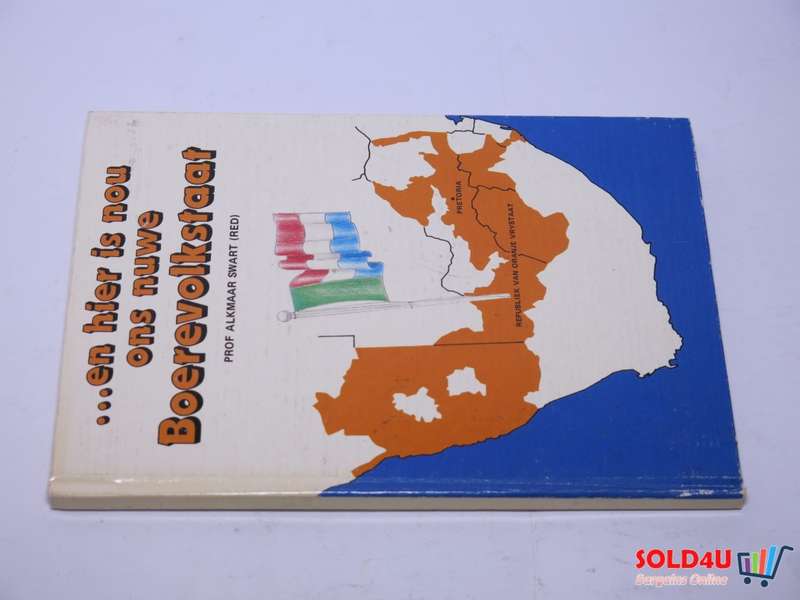 ...en hier is nou
ons nuwe
Boerevolkstaat
PROF ALKMAAR SWART (RED)
PRETORIA
REPUBLIEK VAN ORANJE VRYSTAAT
SOLD4U
Bargains Online